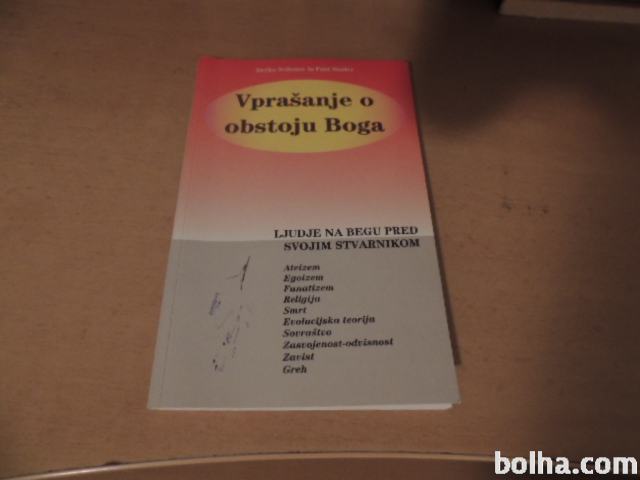 in
Vprašanje o
obstoju Boga
LJUDJE NA BEGU PRED
SVOJIM STVARNIKOM
Ateizem
Egoizem
Fanatizem
Religija
Smrt
Evolucijska teorija
Sovraštvo
Zasvojenost-odvisnost
Zavist
Greh
bolha.com